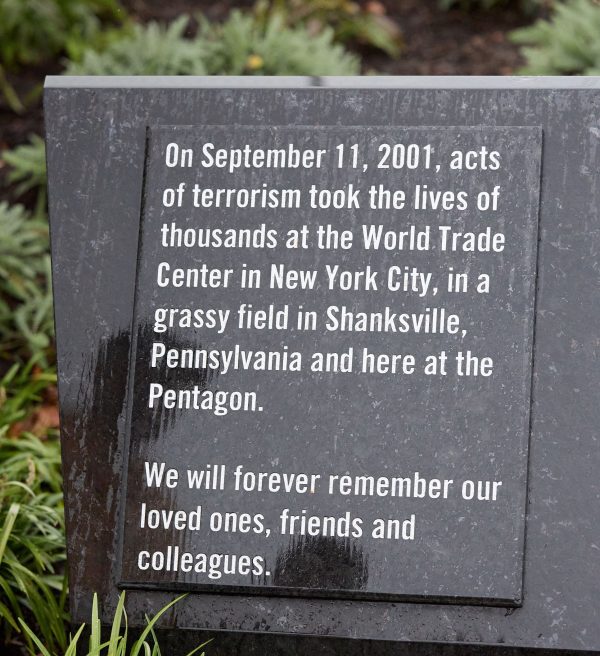 On September 11, 2001, acts
of terrorism took the lives of
thousands at the World Trade
Center in New York City, in a
grassy field in Shanksville,
Pennsylvania and here at the
Pentagon.
We will forever remember our
loved ones, friends and
colleagues.